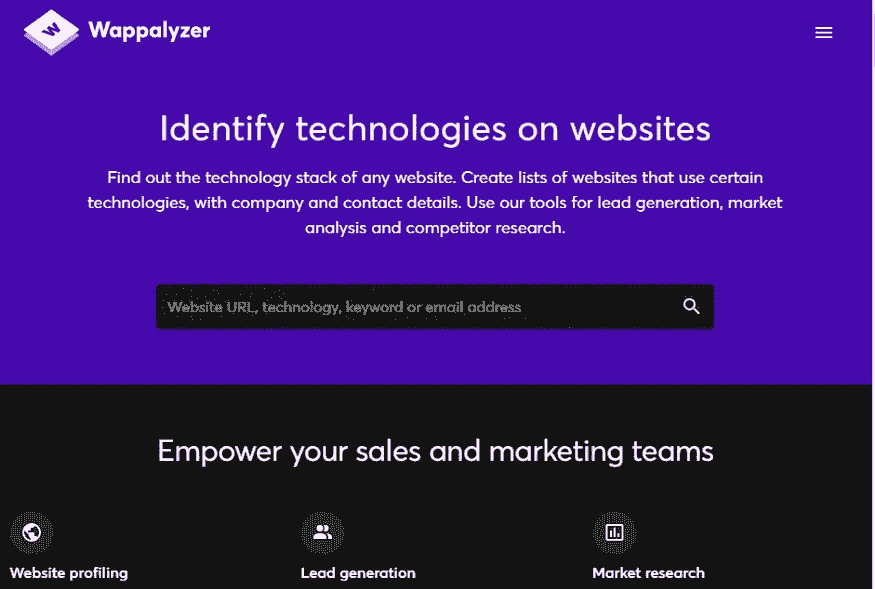 Wappalyzer
Identify technologies on websites
Find out the technology stack of any website. Create lists of websites that use certain
technologies, with company and contact details. Use our tools for lead generation, market
analysis and competitor research.
Website URL, technology, keyword or email address
Empower your sales and marketing teams
Website profiling
Lead generation
Market research